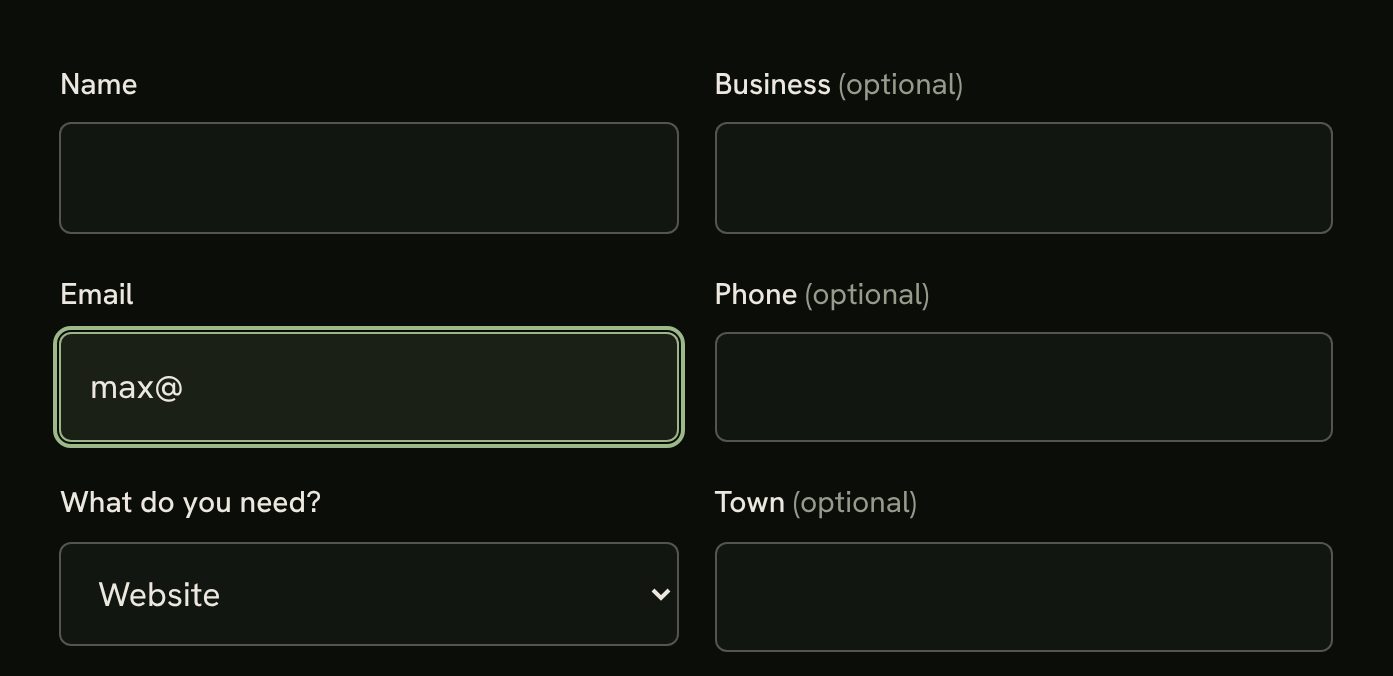 Name
Business (optional)
Email
Phone (optional)
max@
What do you need?
Town (optional)
Website